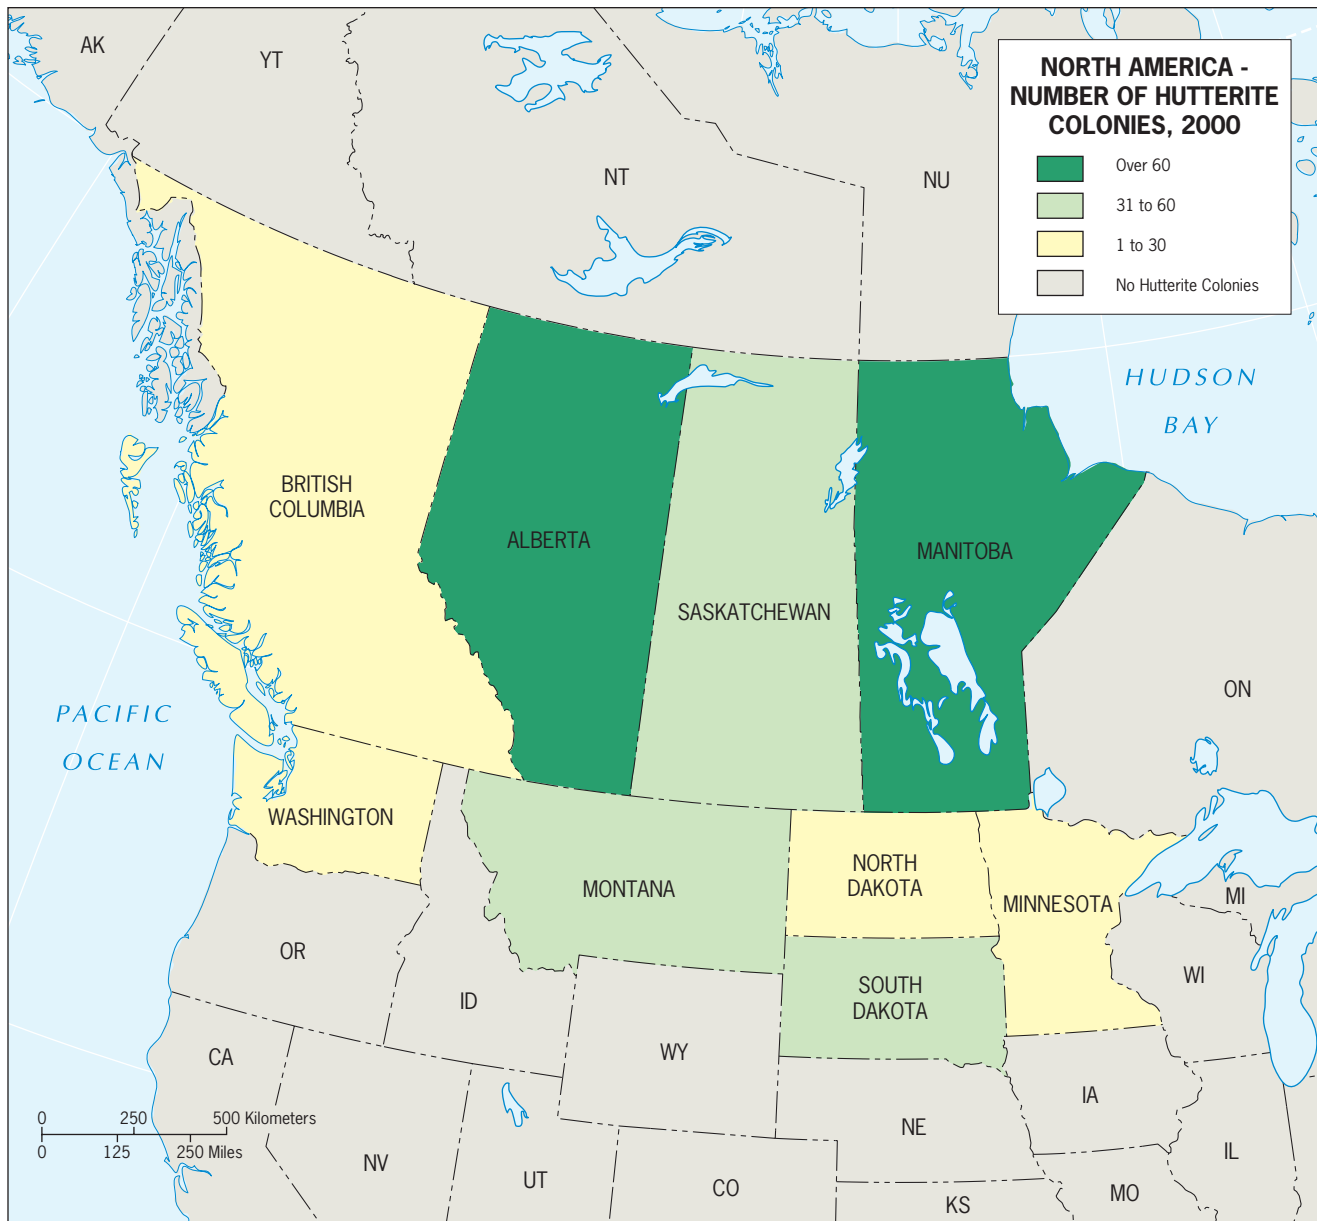 AK
YT
NT
NU
NORTH AMERICA -
NUMBER OF HUTTERITE
COLONIES, 2000
Over 60
31 to 60
1 to 30
No Hutterite Colonies
HUDSON
BAY
BRITISH
COLUMBIA
ALBERTA
MANITOBA
SASKATCHEWAN
ON
PACIFIC
OCEAN
WASHINGTON
MONTANA
NORTH
DAKOTA
MINNESOTA
MI
OR
ID
SOUTH
DAKOTA
WI
CA
WY
IA
0 250 500 Kilometers
0 125 250 Miles
NE
NV
UT
CO
KS
MO
IL